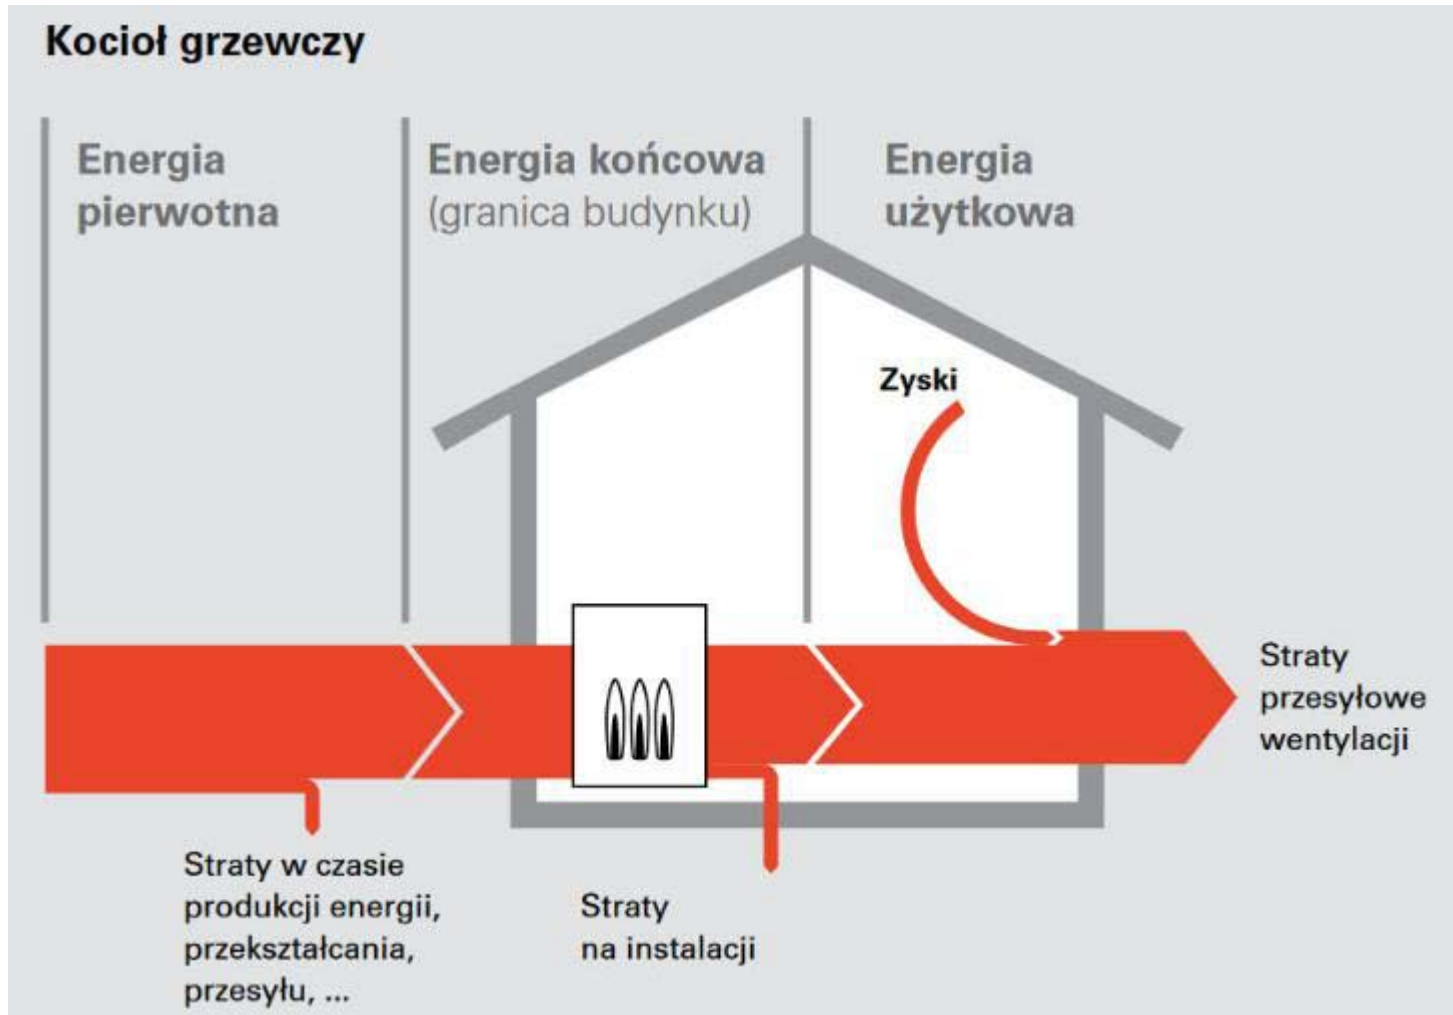 Kocioł grzewczy
Energia
pierwotna
Energia końcowa
(granica budynku)
Energia
użytkowa
Zyski
Straty
przesyłowe
wentylacji
Straty w czasie
produkcji energii,
przekształcania,
przesyłu, ...
Straty
na instalacji